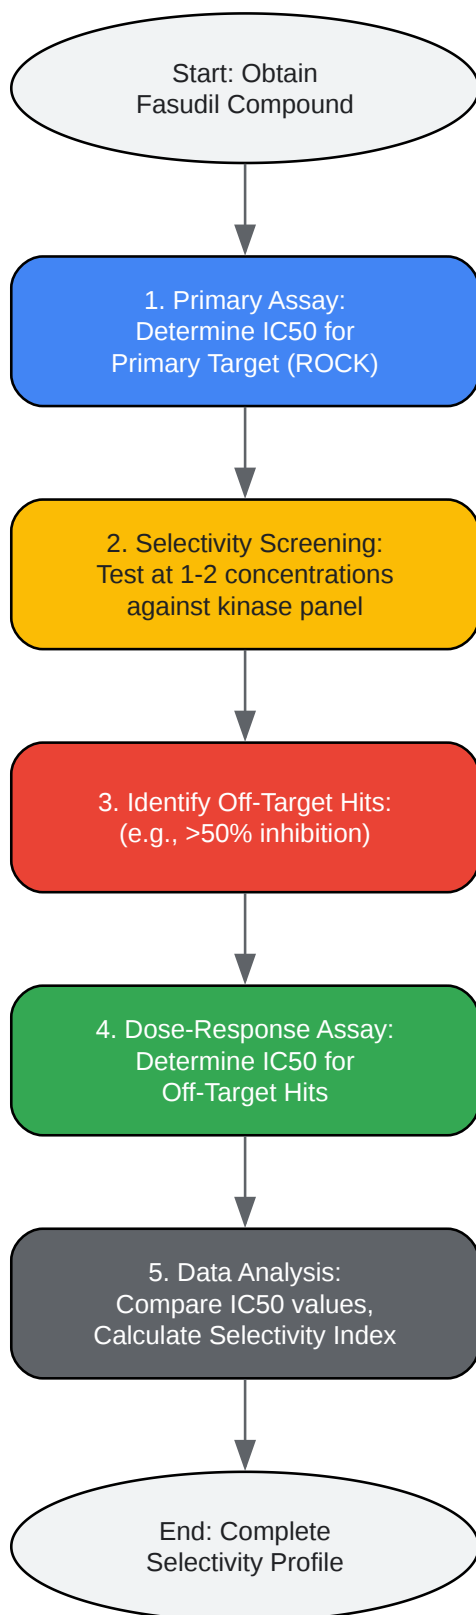 Start: Obtain
Fasudil Compound
1. Primary Assay:
Determine IC50 for
Primary Target (ROCK)
2. Selectivity Screening:
Test at 1-2 concentrations
against kinase panel
3. Identify Off-Target Hits:
(e.g., >50% inhibition)
4. Dose-Response Assay:
Determine IC50 for
Off-Target Hits
5. Data Analysis:
Compare IC50 values,
Calculate Selectivity Index
End: Complete
Selectivity Profile